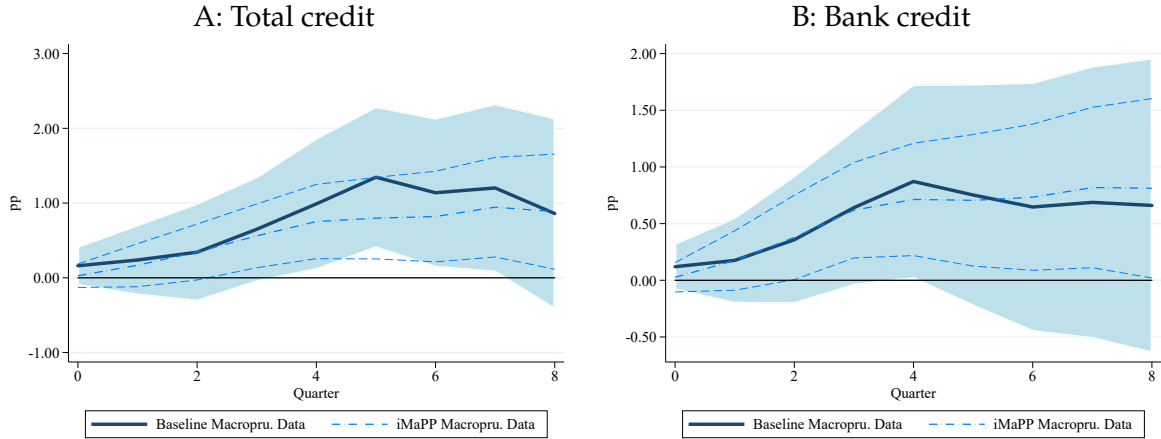 A: Total credit
3.00
2.00
1.00
0.00
-1.00
pp
0 2 4 6 8
Quarter
Baseline Macropru. Data iMaPP Macropru. Data
B: Bank credit
2.00
1.50
1.00
0.50
0.00
-0.50
pp
0 2 4 6 8
Quarter
Baseline Macropru. Data iMaPP Macropru. Data